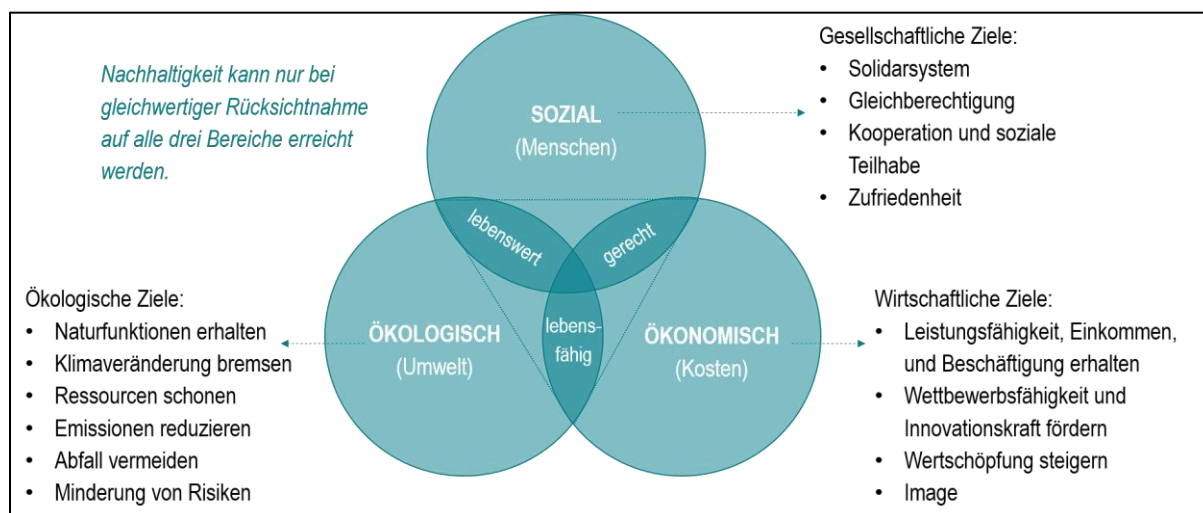 Nachhaltigkeit kann nur bei
gleichwertiger Rücksichtnahme
auf alle drei Bereiche erreicht
werden.
SOZIAL
(Menschen)
Gesellschaftliche Ziele:
• Solidarsystem
• Gleichberechtigung
• Kooperation und soziale
Teilhabe
• Zufriedenheit
lebenswert
gerecht
lebens-
fähig
Ökologische Ziele:
• Naturfunktionen erhalten
• Klimaveränderung bremsen
• Ressourcen schonen
• Emissionen reduzieren
• Abfall vermeiden
• Minderung von Risiken
ÖKOLOGISCH
(Umwelt)
ÖKONOMISCH
(Kosten)
Wirtschaftliche Ziele:
• Leistungsfähigkeit, Einkommen,
und Beschäftigung erhalten
• Wettbewerbsfähigkeit und
Innovationskraft fördern
• Wertschöpfung steigern
• Image